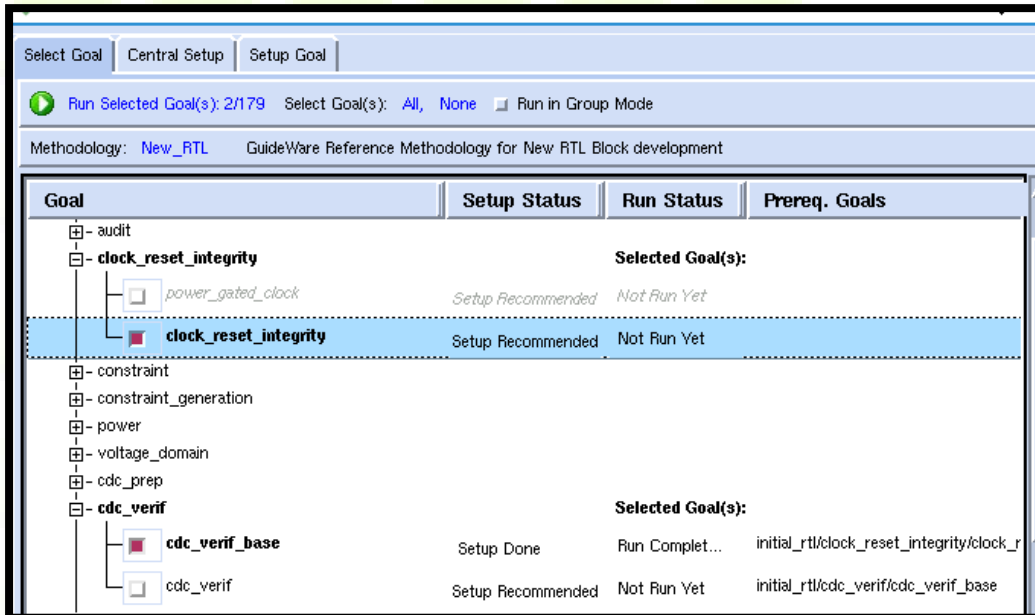 Select Goal Central Setup Setup Goal
Run Selected Goal(s): 2/179 Select Goal(s): All, None Run in Group Mode
Methodology: New_RTL GuideWare Reference Methodology for New RTL Block development
Goal Setup Status Run Status Prereq. Goals
audit
clock_reset_integrity Selected Goal(s):
power_gated_clock Setup Recommended Not Run Yet
clock_reset_integrity Setup Recommended Not Run Yet
constraint
constraint_generation
power
voltage_domain
cdc_prep
cdc_verif Selected Goal(s):
cdc_verif_base Setup Done Run Complet... initial_rtl/clock_reset_integrity/clock_r
cdc_verif Setup Recommended Not Run Yet initial_rtl/cdc_verif/cdc_verif_base